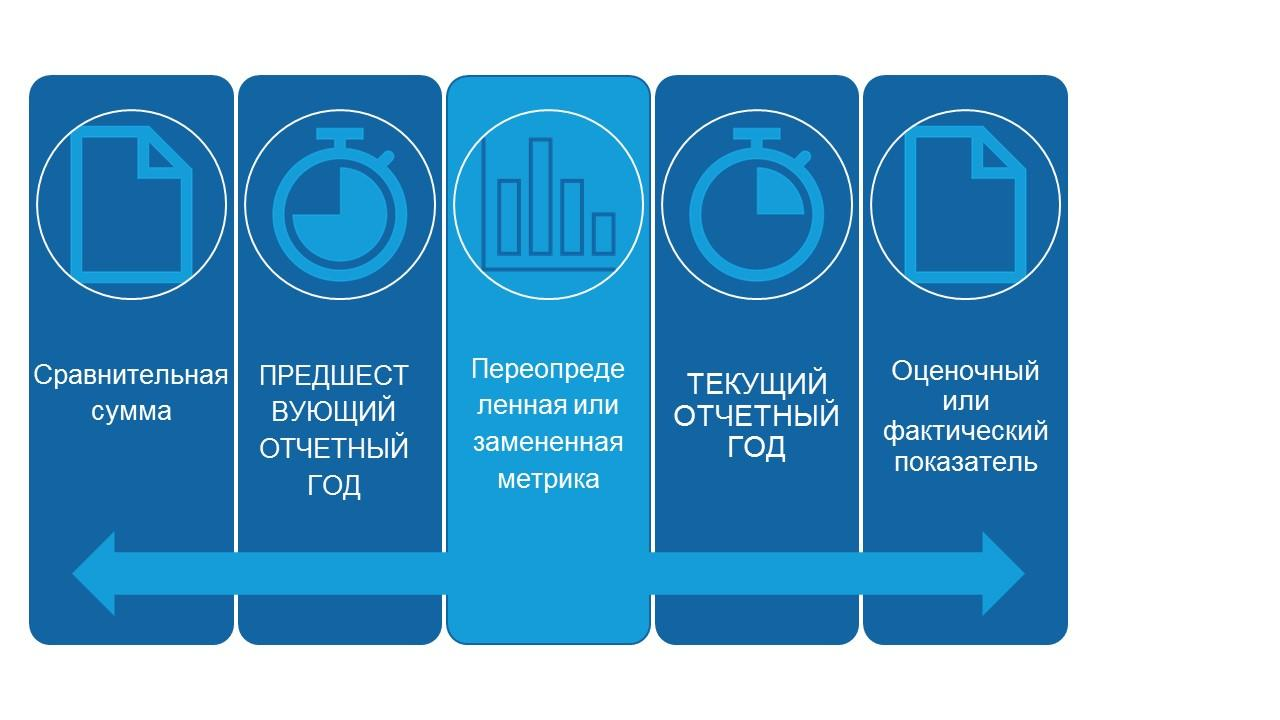 Сравнительная
сумма
ПРЕДШЕСТ
ВУЮЩИЙ
ОТЧЕТНЫЙ
ГОД
Переопреде
ленная или
замененная
метрика
ТЕКУЩИЙ
ОТЧЕТНЫЙ
ГОД
Оценочный
или
фактический
показатель